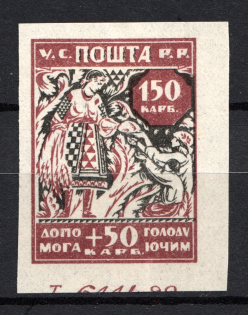 У.С. ПОШТА Р.Р.
150
КАРБ.
ДОПО +50 ГОЛОДУ
МОГА КАРБ. ЮЧИМ